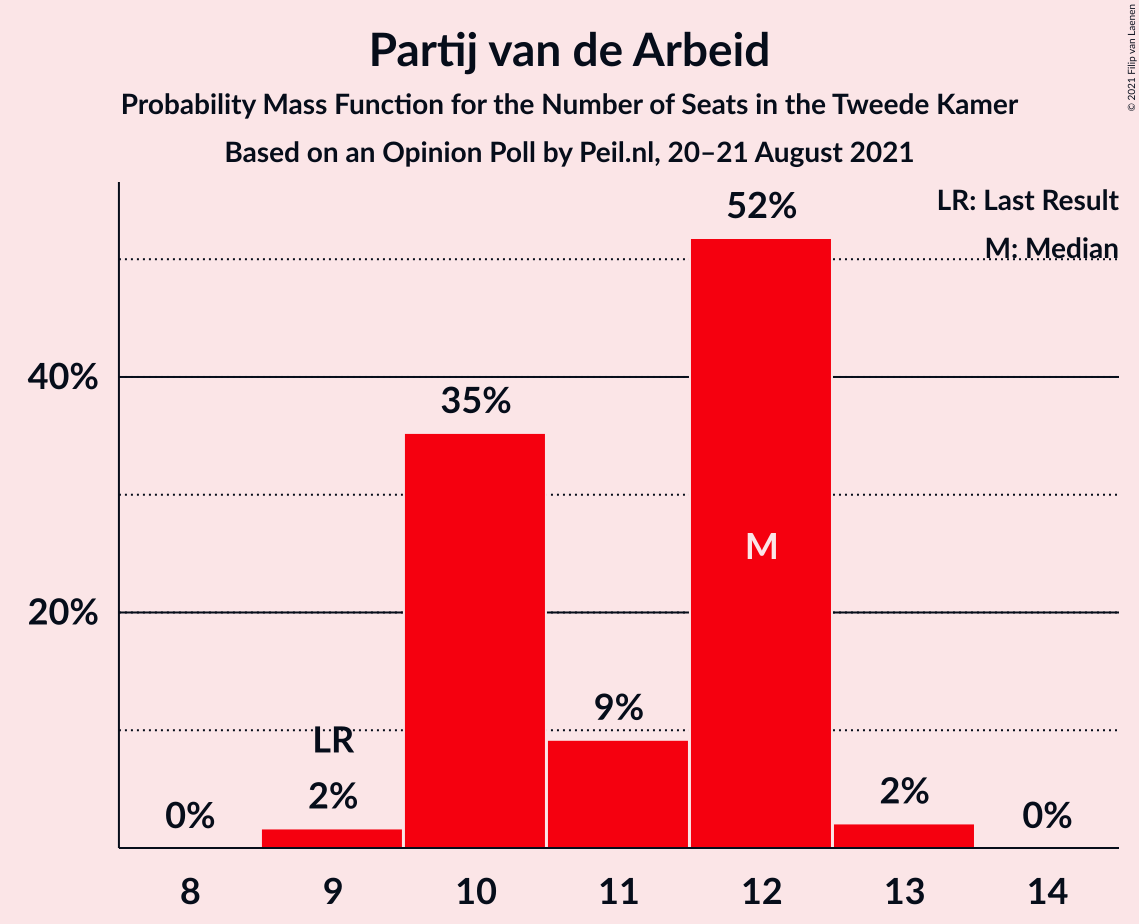 Partij van de Arbeid
Probability Mass Function for the Number of Seats in the Tweede Kamer
Based on an Opinion Poll by Peil.nl, 20–21 August 2021
© 2021 Filip van Laenen
LR: Last Result
M: Median
52%
40%
35%
M
20%
9%
LR
2%
2%
0%
0%
8 9 10 11 12 13 14